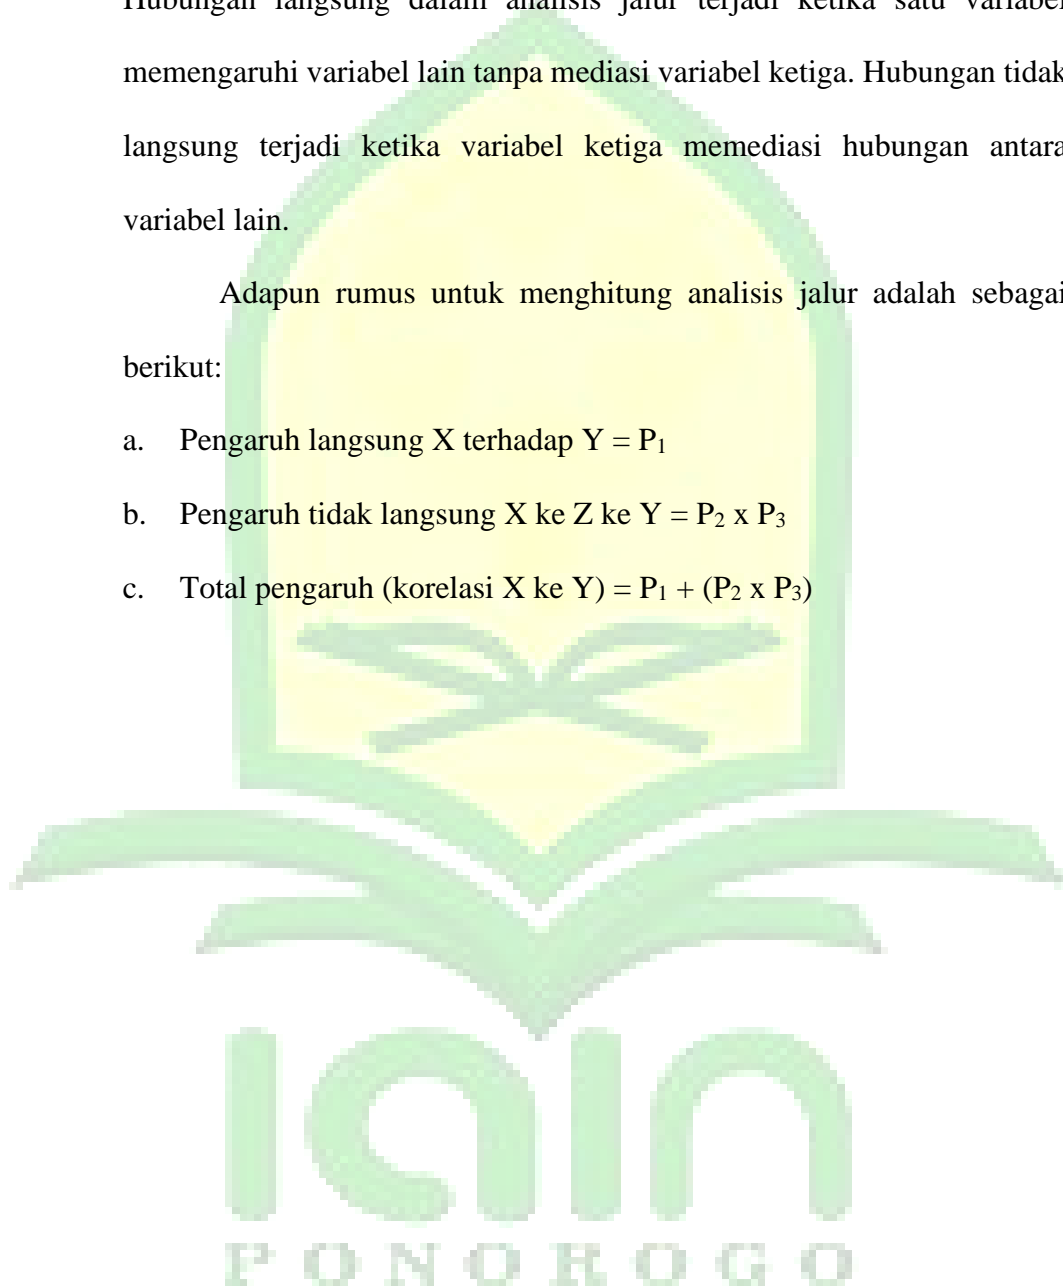 Hubungan langsung dalam analisis jalur terjadi ketika satu variabel
memengaruhi variabel lain tanpa mediasi variabel ketiga. Hubungan tidak
langsung terjadi ketika variabel ketiga memediasi hubungan antara
variabel lain.
Adapun rumus untuk menghitung analisis jalur adalah sebagai
berikut:
a. Pengaruh langsung X terhadap Y = P₁
b. Pengaruh tidak langsung X ke Z ke Y = P₂ x P₃
c. Total pengaruh (korelasi X ke Y) = P₁ + (P₂ x P₃)
iain
PONOROGO